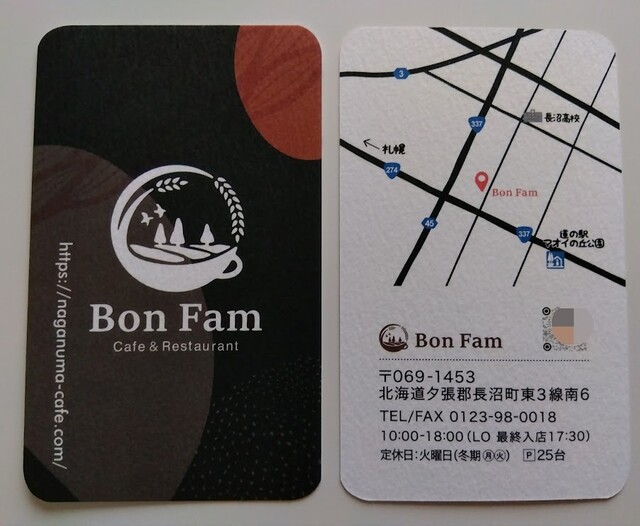 https://naganuma-cafe.com/
Bon Fam
Cafe & Restaurant
3
337
長沼高校
←札幌
274
Bon Fam
45
337
道の駅
マオイの丘公園
Bon Fam
〒069-1453
北海道夕張郡長沼町東3線南6
TEL/FAX 0123-98-0018
10:00-18:00(LO 最終入店17:30)
定休日:火曜日(冬期㊊㊋) P25台